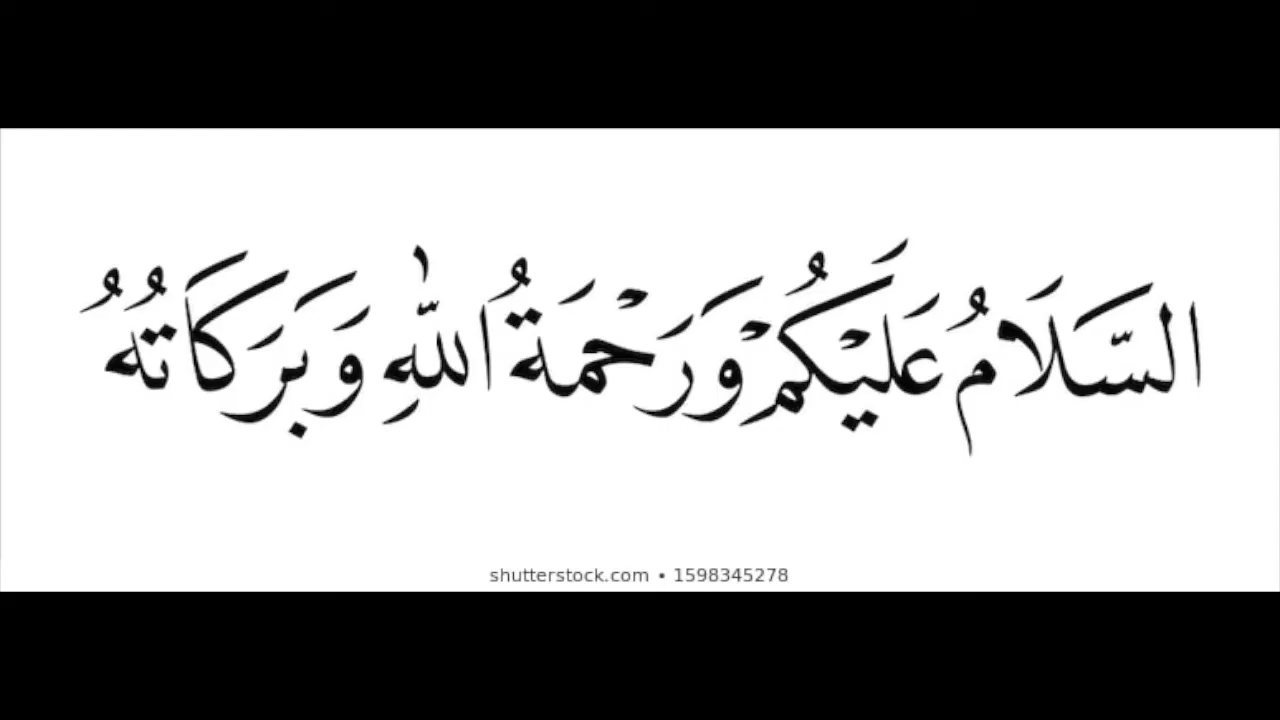 السَّلَامُ عَلَيْكُمْ وَرَحْمَةُ اللّٰهِ وَبَرَكَاتُهُ
shutterstock.com • 1598345278